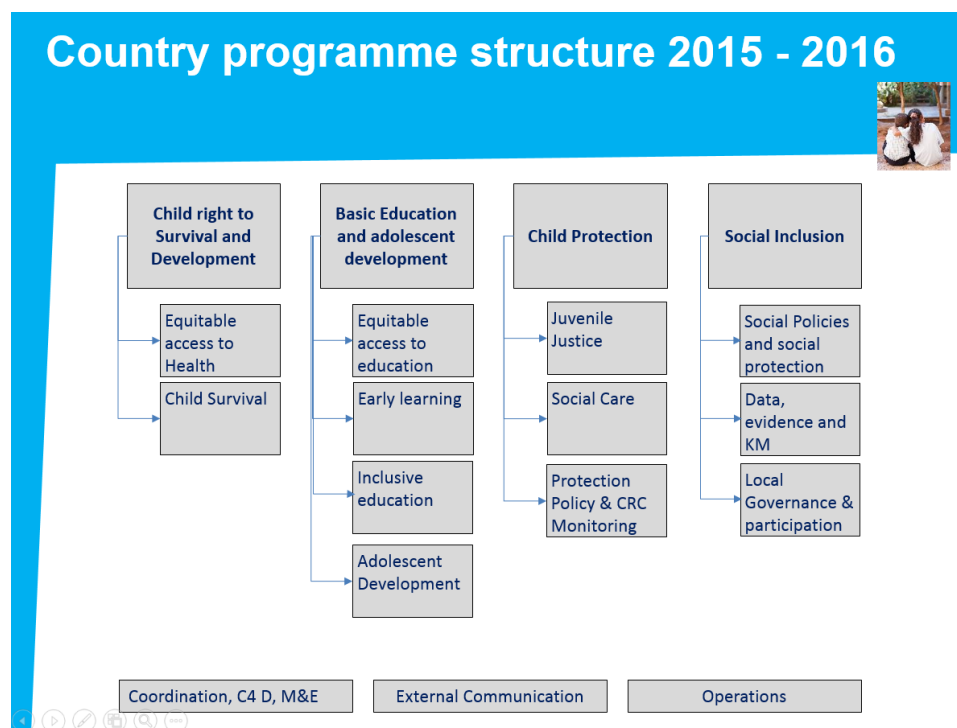 Country programme structure 2015 - 2016
Child right to
Survival and
Development
Equitable
access to
Health
Child Survival
Basic Education
and adolescent
development
Equitable
access to
education
Early learning
Inclusive
education
Adolescent
Development
Child Protection
Juvenile
Justice
Social Care
Protection
Policy & CRC
Monitoring
Social Inclusion
Social Policies
and social
protection
Data,
evidence and
KM
Local
Governance &
participation
Coordination, C4 D, M&E
External Communication
Operations